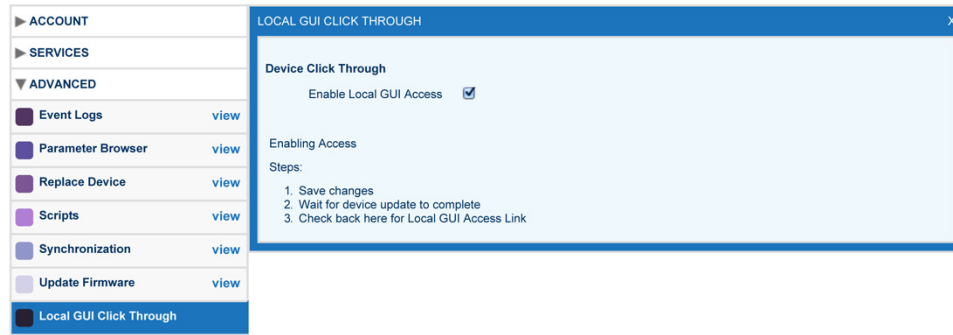 ACCOUNT
SERVICES
ADVANCED
Event Logs view
Parameter Browser view
Replace Device view
Scripts view
Synchronization view
Update Firmware view
Local GUI Click Through
LOCAL GUI CLICK THROUGH X
Device Click Through
Enable Local GUI Access
Enabling Access
Steps:
1. Save changes
2. Wait for device update to complete
3. Check back here for Local GUI Access Link